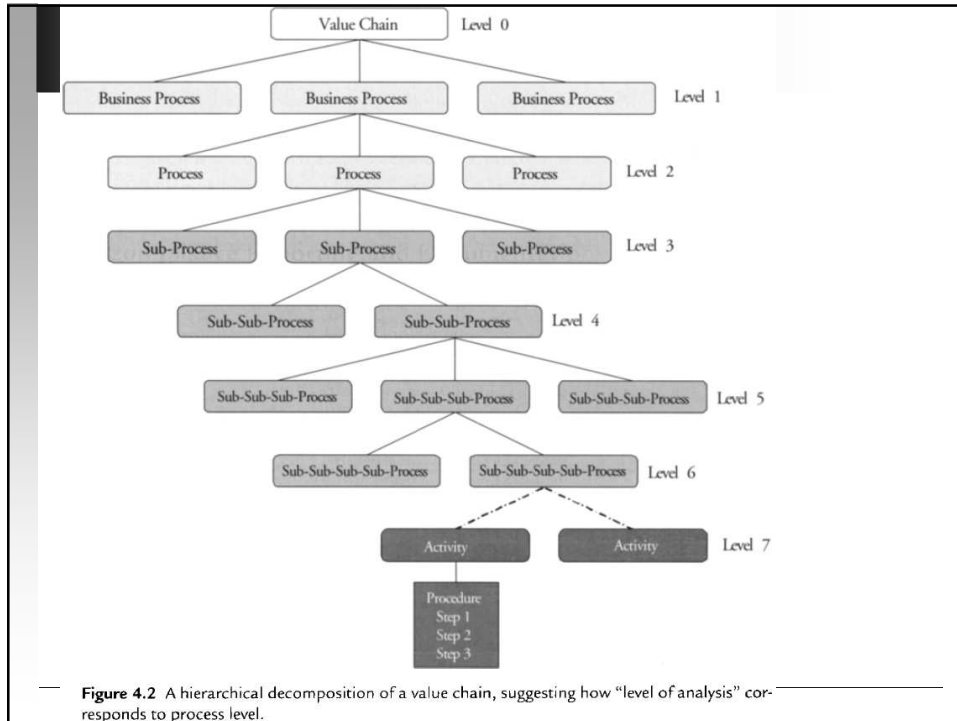 Value Chain Level 0
Business Process Business Process Business Process Level 1
Process Process Process Level 2
Sub-Process Sub-Process Sub-Process Level 3
Sub-Sub-Process Sub-Sub-Process Level 4
Sub-Sub-Sub-Process Sub-Sub-Sub-Process Sub-Sub-Sub-Process Level 5
Sub-Sub-Sub-Sub-Process Sub-Sub-Sub-Sub-Process Level 6
Activity Activity Level 7
Procedure
Step 1
Step 2
Step 3
Figure 4.2 A hierarchical decomposition of a value chain, suggesting how “level of analysis” cor-
responds to process level.